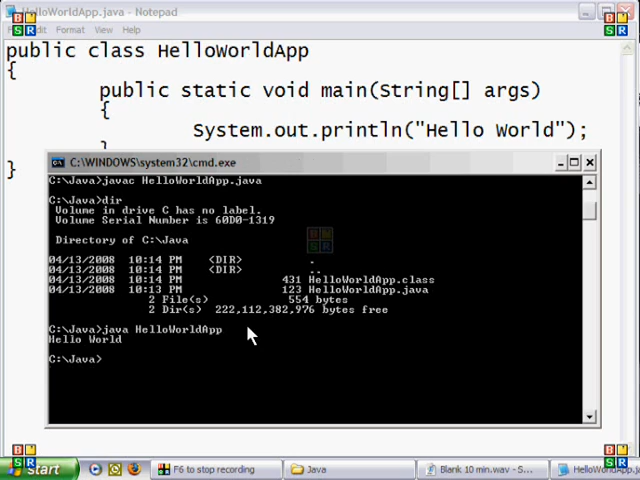 HelloWorldApp.java - Notepad
Edit Format View Help
public class HelloWorldApp
{
public static void main(String[] args)
{
System.out.println("Hello World");
}
}
C:\WINDOWS\system32\cmd.exe
C:\Java>javac HelloWorldApp.java
C:\Java>dir
Volume in drive C has no label.
Volume Serial Number is 60D0-1319
Directory of C:\Java
04/13/2008 10:14 PM <DIR> .
04/13/2008 10:14 PM <DIR> ..
04/13/2008 10:14 PM 431 HelloWorldApp.class
04/13/2008 10:13 PM 123 HelloWorldApp.java
2 File(s) 554 bytes
2 Dir(s) 222,112,382,976 bytes free
C:\Java>java HelloWorldApp
Hello World
C:\Java>
start
F6 to stop recording
Java
Blank 10 min.wav - S...
HelloWorldApp.ja